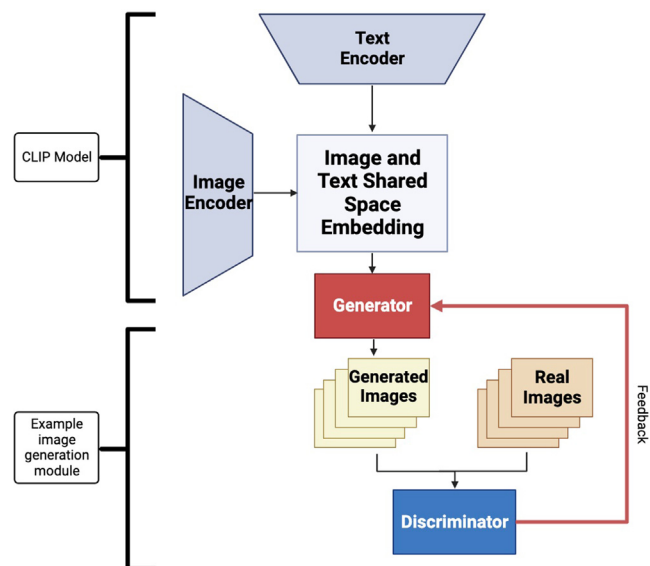 Text
Encoder
CLIP Model
Image
Encoder
Image and
Text Shared
Space
Embedding
Generator
Generated
Images
Real
Images
Feedback
Example
image
generation
module
Discriminator